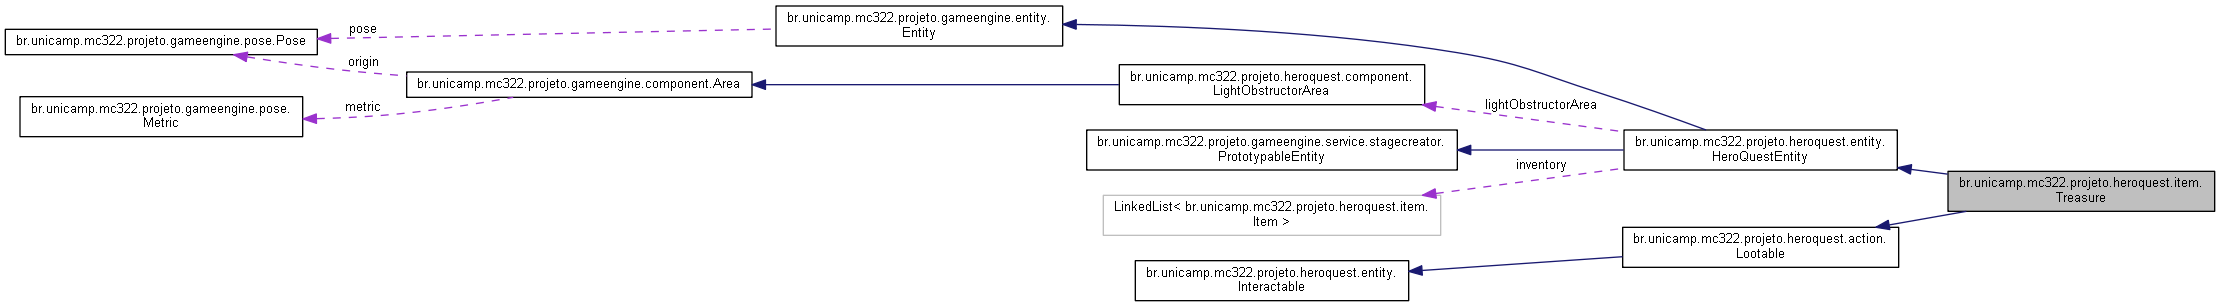 br.unicamp.mc322.projeto.gameengine.pose.Pose
pose
br.unicamp.mc322.projeto.gameengine.entity.
Entity
origin
br.unicamp.mc322.projeto.gameengine.component.Area
br.unicamp.mc322.projeto.gameengine.pose.
Metric
metric
br.unicamp.mc322.projeto.heroquest.component.
LightObstructorArea
lightObstructorArea
br.unicamp.mc322.projeto.gameengine.service.stagecreator.
PrototypableEntity
br.unicamp.mc322.projeto.heroquest.entity.
HeroQuestEntity
inventory
LinkedList< br.unicamp.mc322.projeto.heroquest.item.
Item >
br.unicamp.mc322.projeto.heroquest.item.
Treasure
br.unicamp.mc322.projeto.heroquest.action.
Lootable
br.unicamp.mc322.projeto.heroquest.entity.
Interactable